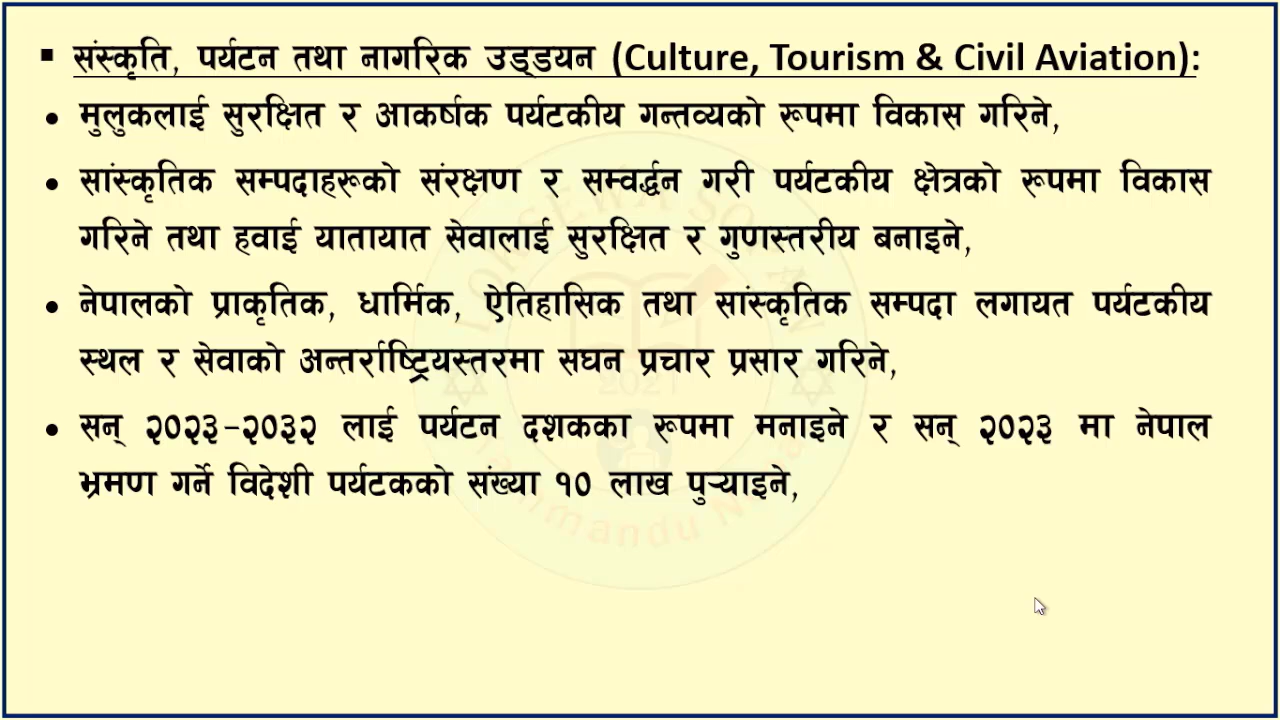 ▪ संस्कृति, पर्यटन तथा नागरिक उड्डयन (Culture, Tourism & Civil Aviation):
• मुलुकलाई सुरक्षित र आकर्षक पर्यटकीय गन्तव्यको रूपमा विकास गरिने,
• सांस्कृतिक सम्पदाहरूको संरक्षण र सम्वर्द्धन गरी पर्यटकीय क्षेत्रको रूपमा विकास
गरिने तथा हवाई यातायात सेवालाई सुरक्षित र गुणस्तरीय बनाइने,
• नेपालको प्राकृतिक, धार्मिक, ऐतिहासिक तथा सांस्कृतिक सम्पदा लगायत पर्यटकीय
स्थल र सेवाको अन्तर्राष्ट्रियस्तरमा सघन प्रचार प्रसार गरिने,
• सन् २०२३-२०३२ लाई पर्यटन दशकका रूपमा मनाइने र सन् २०२३ मा नेपाल
भ्रमण गर्ने विदेशी पर्यटकको संख्या १० लाख पुर्‍याइने,
2021